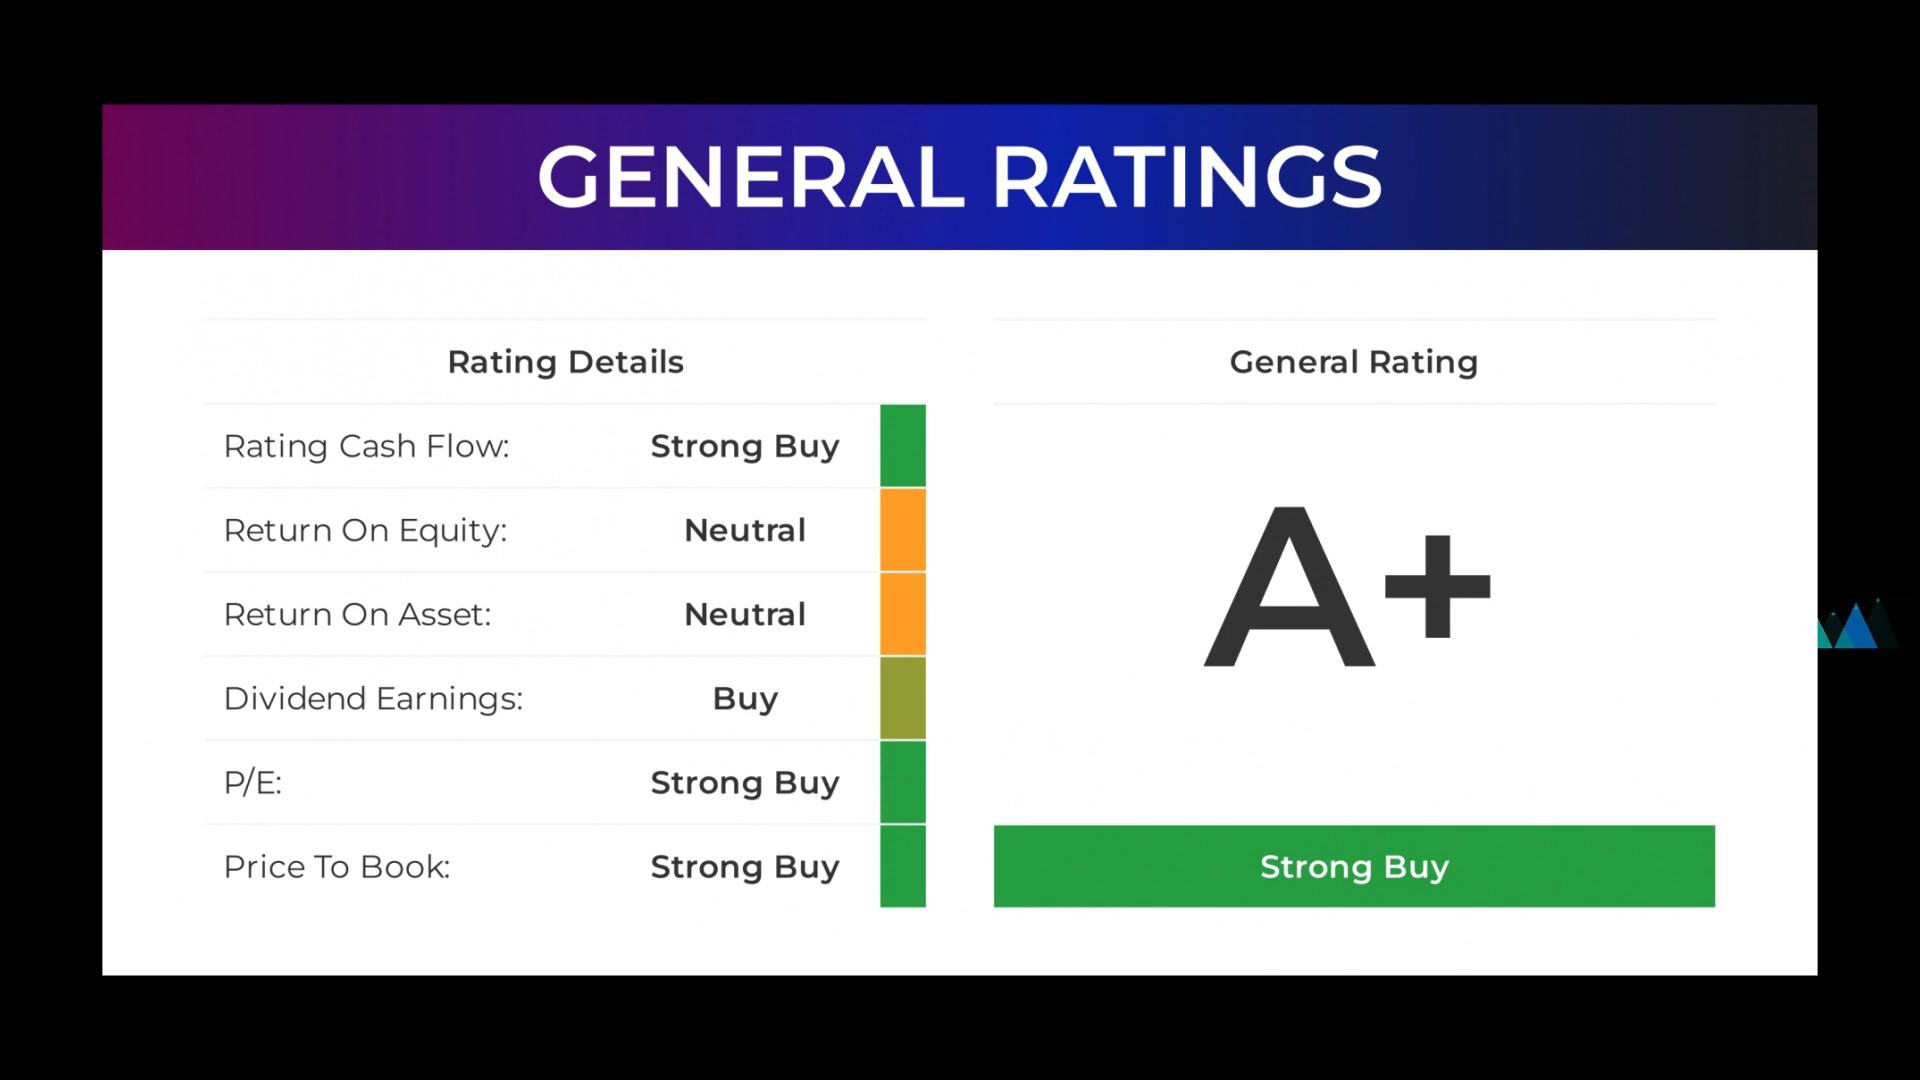 GENERAL RATINGS
Rating Details
Rating Cash Flow: Strong Buy
Return On Equity: Neutral
Return On Asset: Neutral
Dividend Earnings: Buy
P/E: Strong Buy
Price To Book: Strong Buy
General Rating
A+
Strong Buy